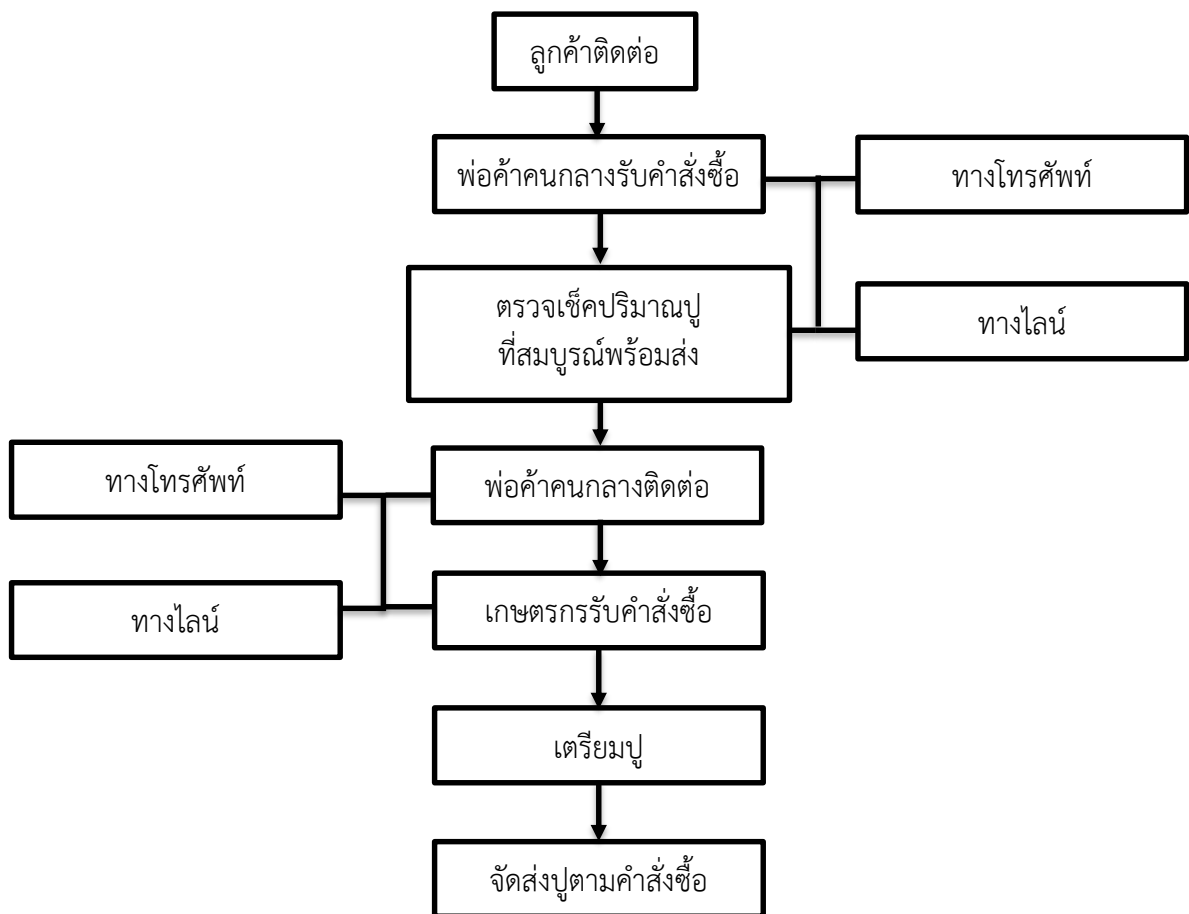 ลูกค้าติดต่อ
พ่อค้าคนกลางรับคำสั่งซื้อ
ทางโทรศัพท์
ตรวจเช็คปริมาณปู
ที่สมบูรณ์พร้อมส่ง
ทางไลน์
ทางโทรศัพท์
พ่อค้าคนกลางติดต่อ
ทางไลน์
เกษตรกรรับคำสั่งซื้อ
เตรียมปู
จัดส่งปูตามคำสั่งซื้อ